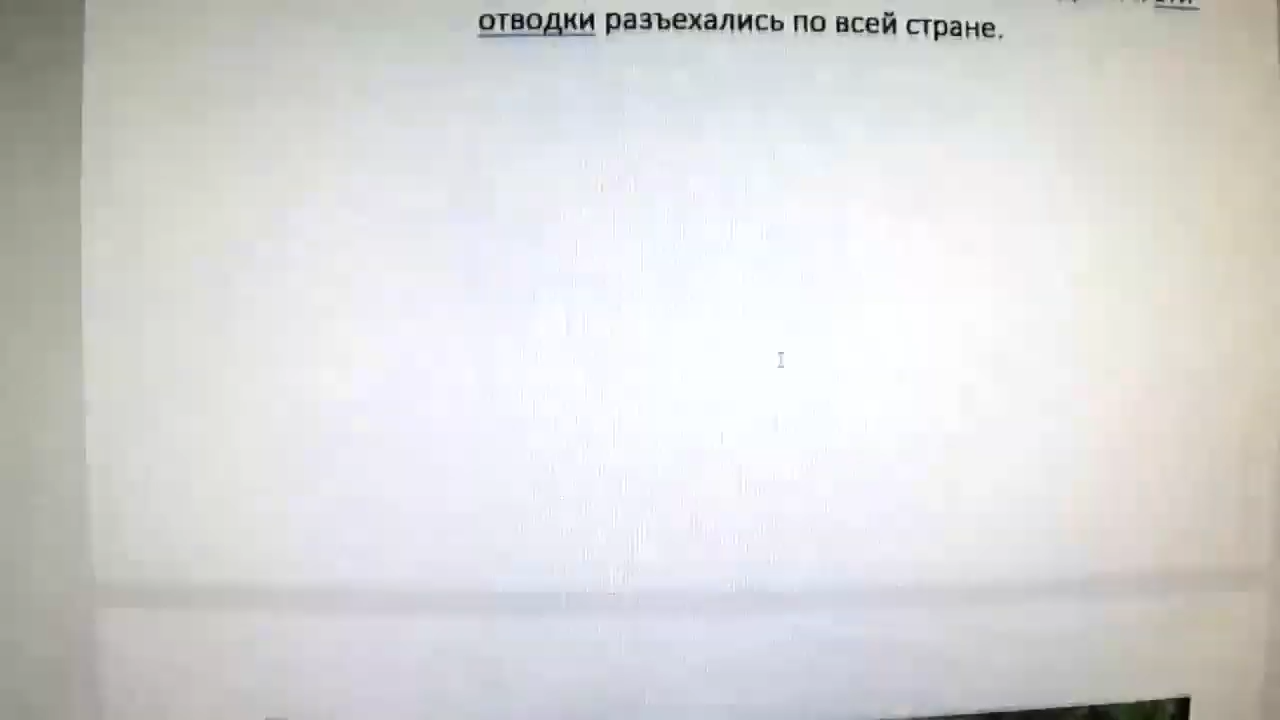 отводки разъехались по всей стране.